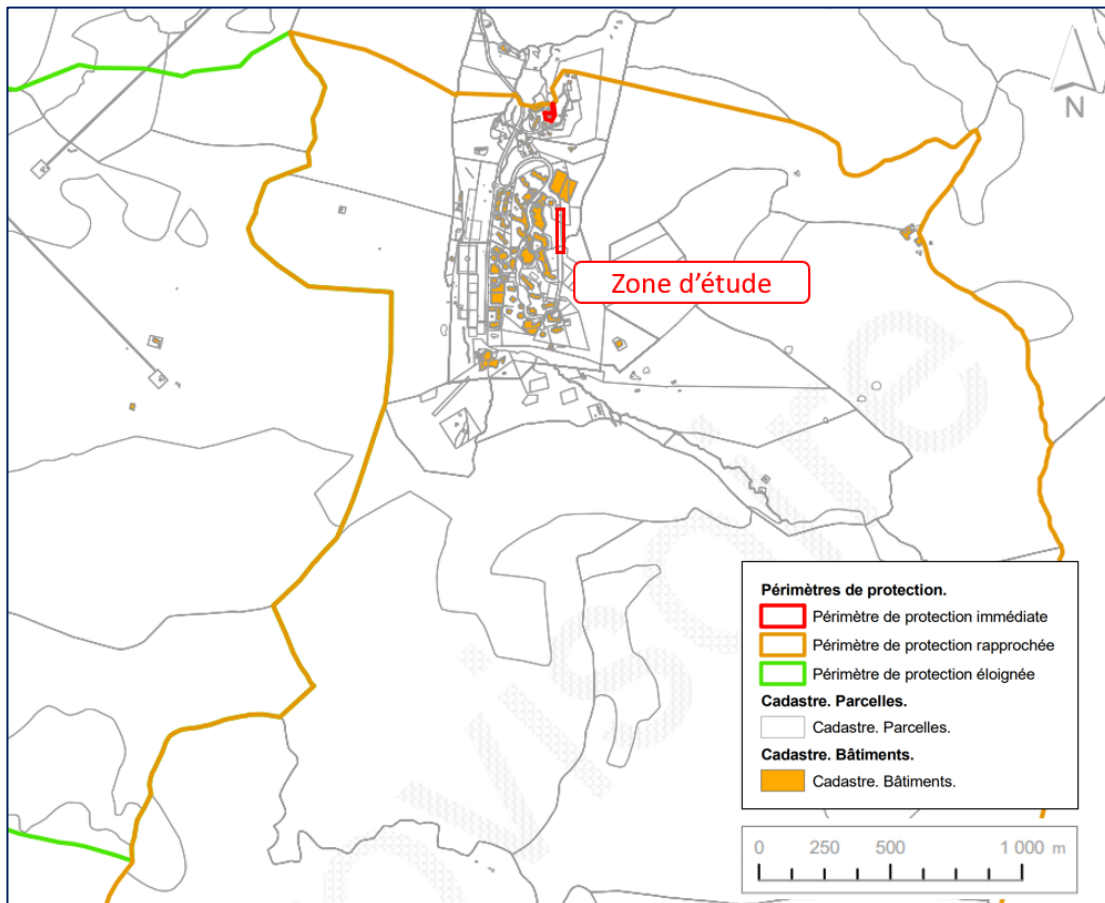 N
Zone d'étude
Périmètres de protection.
Périmètre de protection immédiate
Périmètre de protection rapprochée
Périmètre de protection éloignée
Cadastre. Parcelles.
Cadastre. Parcelles.
Cadastre. Bâtiments.
Cadastre. Bâtiments.
0 250 500 1 000 m